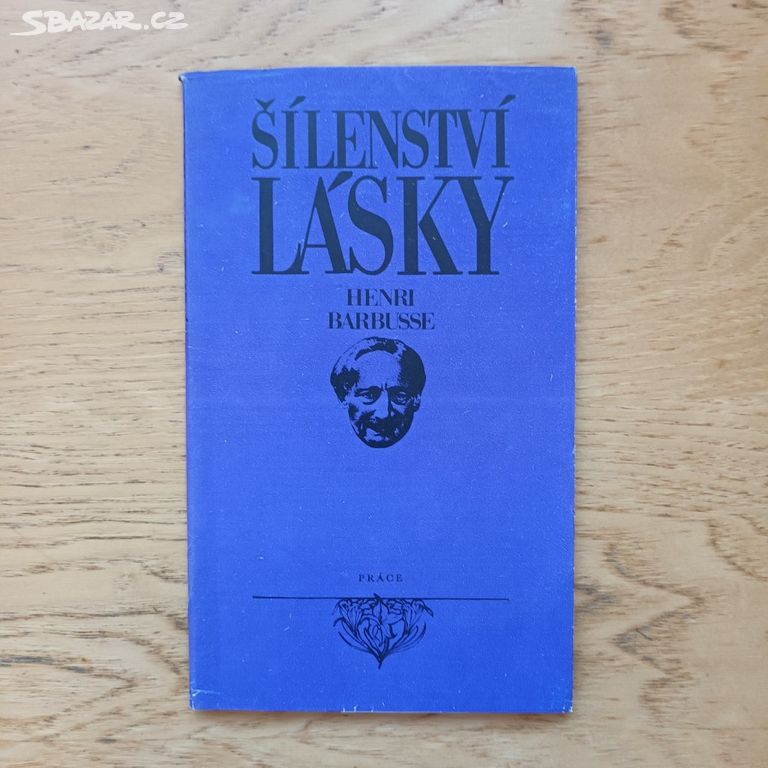 SBAZAR.CZ
ŠÍLENSTVÍ
LÁSKY
HENRI
BARBUSSE
PRÁCE